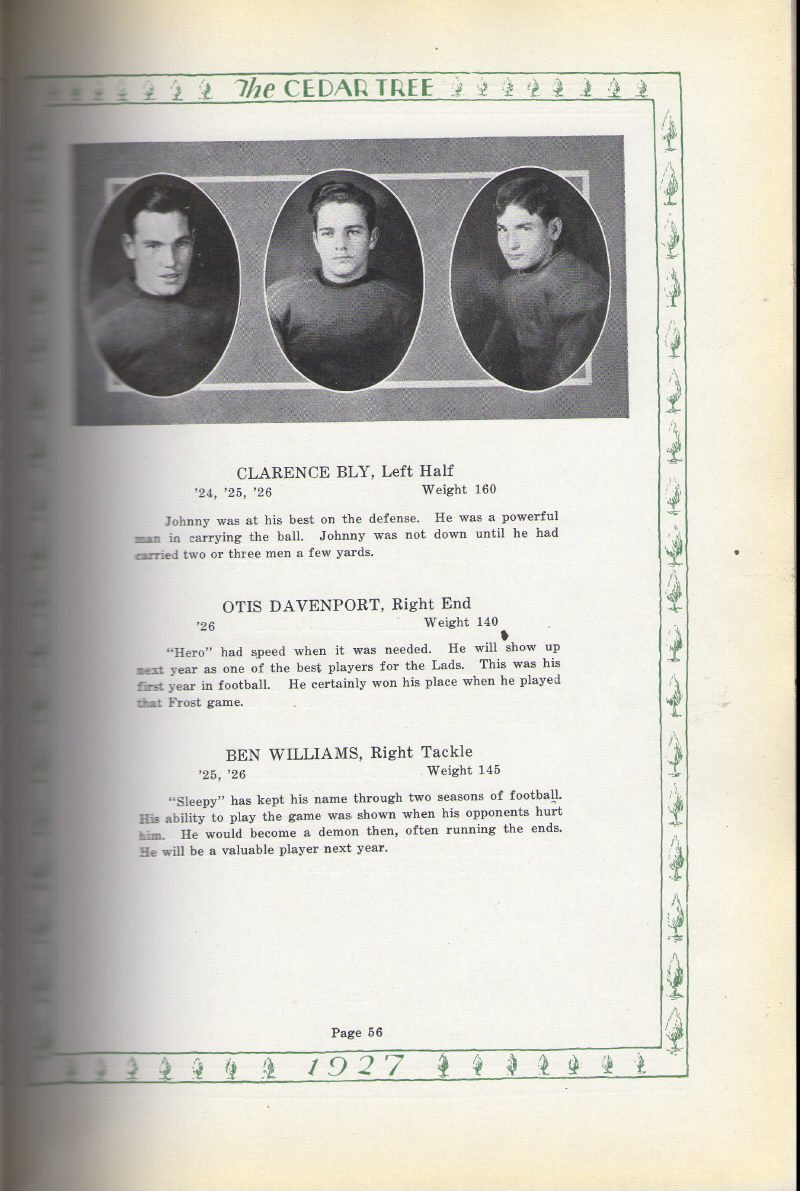 The CEDAR TREE
CLARENCE BLY, Left Half
'24, '25, '26 Weight 160
Johnny was at his best on the defense. He was a powerful
man in carrying the ball. Johnny was not down until he had
carried two or three men a few yards.
OTIS DAVENPORT, Right End
'26 Weight 140
"Hero" had speed when it was needed. He will show up
next year as one of the best players for the Lads. This was his
first year in football. He certainly won his place when he played
that Frost game.
BEN WILLIAMS, Right Tackle
'25, '26 Weight 145
"Sleepy" has kept his name through two seasons of football.
His ability to play the game was shown when his opponents hurt
him. He would become a demon then, often running the ends.
He will be a valuable player next year.
Page 56
1927